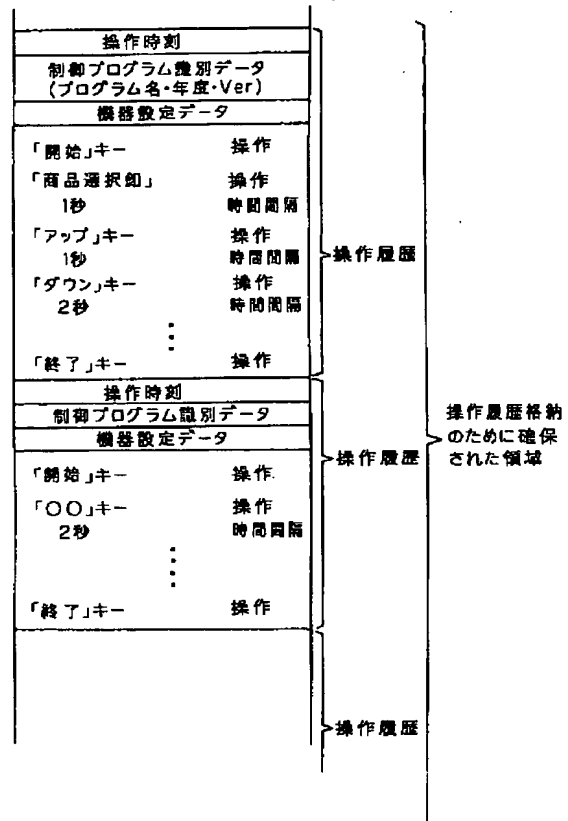 操作時刻
制御プログラム識別データ
(プログラム名・年度・Ver)
機器設定データ
「開始」キー 操作
「商品選択釦」 操作
1秒 時間間隔
「アップ」キー 操作
1秒 時間間隔
「ダウン」キー 操作
2秒 時間間隔
「終了」キー 操作
操作履歴
操作時刻
制御プログラム識別データ
機器設定データ
「開始」キー 操作
「〇〇」キー 操作
2秒 時間間隔
「終了」キー 操作
操作履歴
操作履歴
操作履歴格納
のために確保
された領域